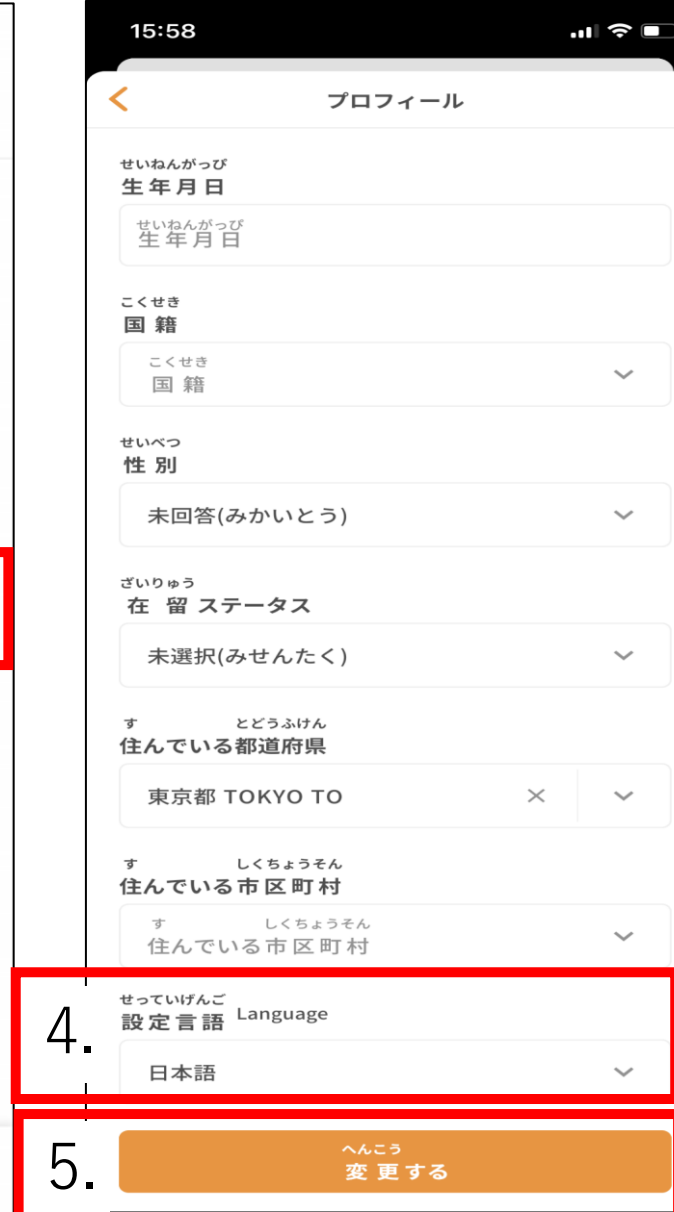 15:58
プロフィール
せいねんがっぴ
生年月日
せいねんがっぴ
生年月日
こくせき
国籍
こくせき
国籍
せいべつ
性別
未回答(みかいとう)
ざいりゅう
在留ステータス
未選択(みせんたく)
す とどうふけん
住んでいる都道府県
東京都 TOKYO TO
す しくちょうそん
住んでいる市区町村
す しくちょうそん
住んでいる市区町村
4.
せっていげんご
設定言語 Language
日本語
5.
へんこう
変更する